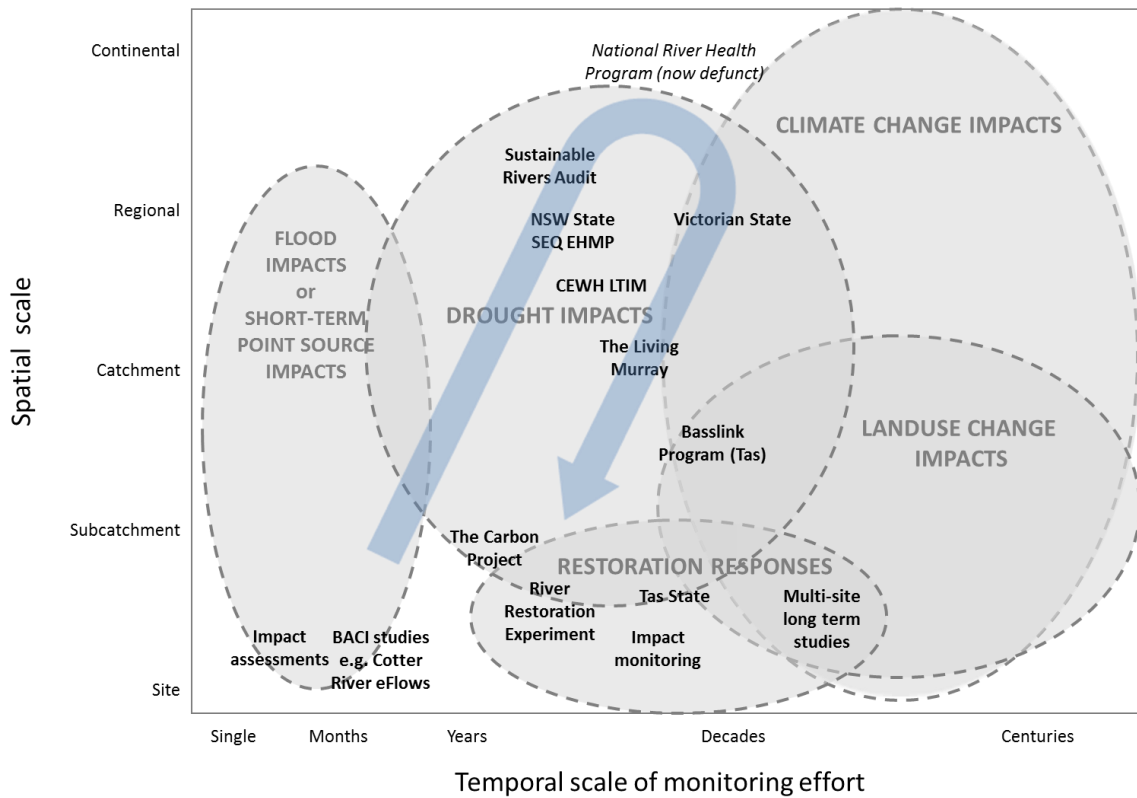 Continental
Regional
Catchment
Subcatchment
Site
Spatial scale
National River Health
Program (now defunct)
CLIMATE CHANGE IMPACTS
Sustainable
Rivers Audit
NSW State
SEQ EHMP
Victorian State
FLOOD
IMPACTS
or
SHORT-TERM
POINT SOURCE
IMPACTS
CEWH LTIM
DROUGHT IMPACTS
The Living
Murray
Basslink
Program (Tas)
LANDUSE CHANGE
IMPACTS
The Carbon
Project
RESTORATION RESPONSES
River
Restoration
Experiment
Tas State
Impact
monitoring
Multi-site
long term
studies
Impact
assessments
BACI studies
e.g. Cotter
River eFlows
Single
Months
Years
Decades
Centuries
Temporal scale of monitoring effort